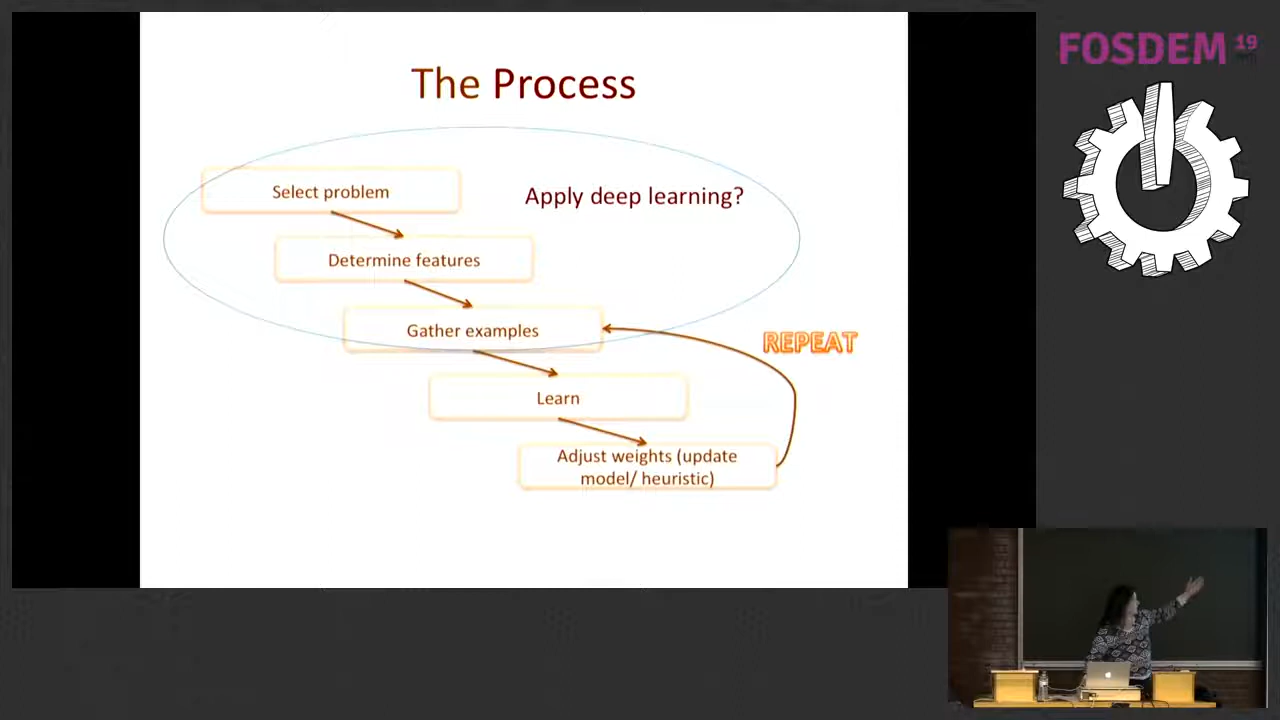 FOSDEM 19
The Process
Select problem
Apply deep learning?
Determine features
Gather examples
REPEAT
Learn
Adjust weights (update
model/ heuristic)